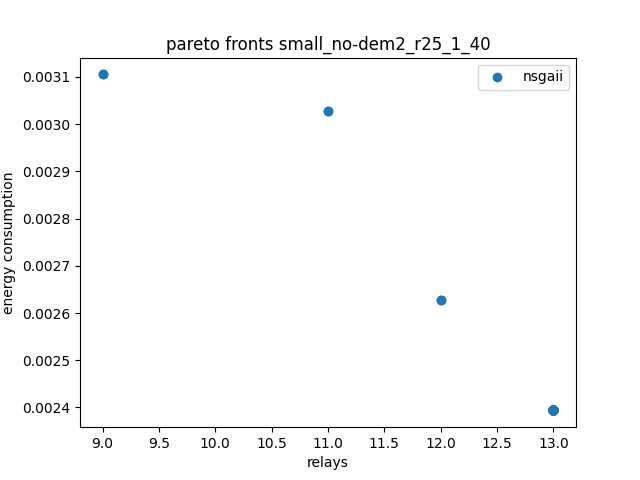 pareto fronts small_no-dem2_r25_1_40
nsgaii
0.0031
0.0030
0.0029
0.0028
0.0027
0.0026
0.0025
0.0024
energy consumption
9.0 9.5 10.0 10.5 11.0 11.5 12.0 12.5 13.0
relays